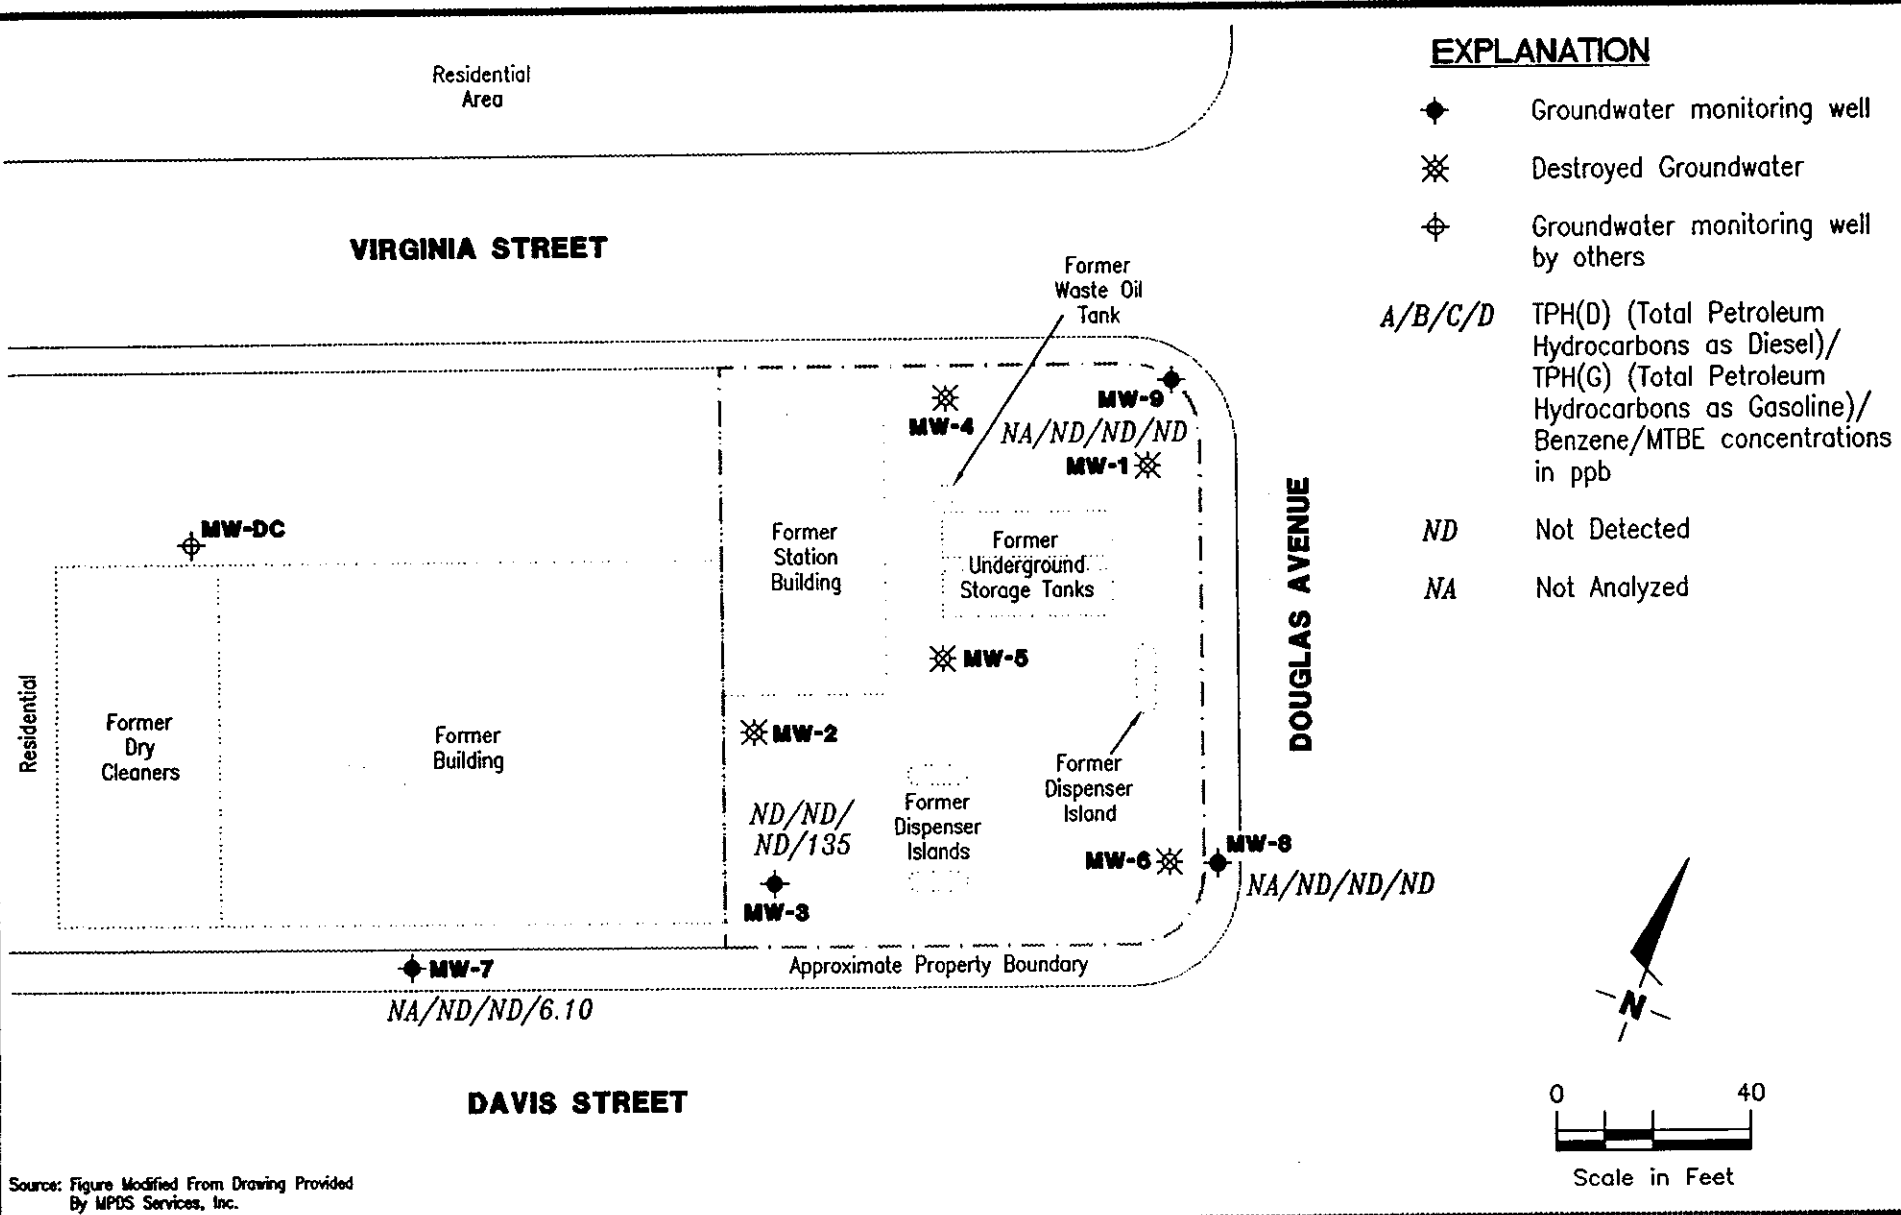 Residential
Area
VIRGINIA STREET
Former
Waste Oil
Tank
MW-9
MW-4
NA/ND/ND/ND
MW-1
MW-DC
Former
Station
Building
Former
Underground
Storage Tanks
DOUGLAS AVENUE
MW-5
Residential
Former
Dry
Cleaners
Former
Building
MW-2
Former
Dispenser
Island
ND/ND/
ND/135
Former
Dispenser
Islands
MW-6
MW-8
NA/ND/ND/ND
MW-3
MW-7
Approximate Property Boundary
NA/ND/ND/6.10
DAVIS STREET
Source: Figure Modified From Drawing Provided
By MPDS Services, Inc.
EXPLANATION
Groundwater monitoring well
Destroyed Groundwater
Groundwater monitoring well
by others
A/B/C/D TPH(D) (Total Petroleum
Hydrocarbons as Diesel)/
TPH(G) (Total Petroleum
Hydrocarbons as Gasoline)/
Benzene/MTBE concentrations
in ppb
ND Not Detected
NA Not Analyzed
N
0 40
Scale in Feet